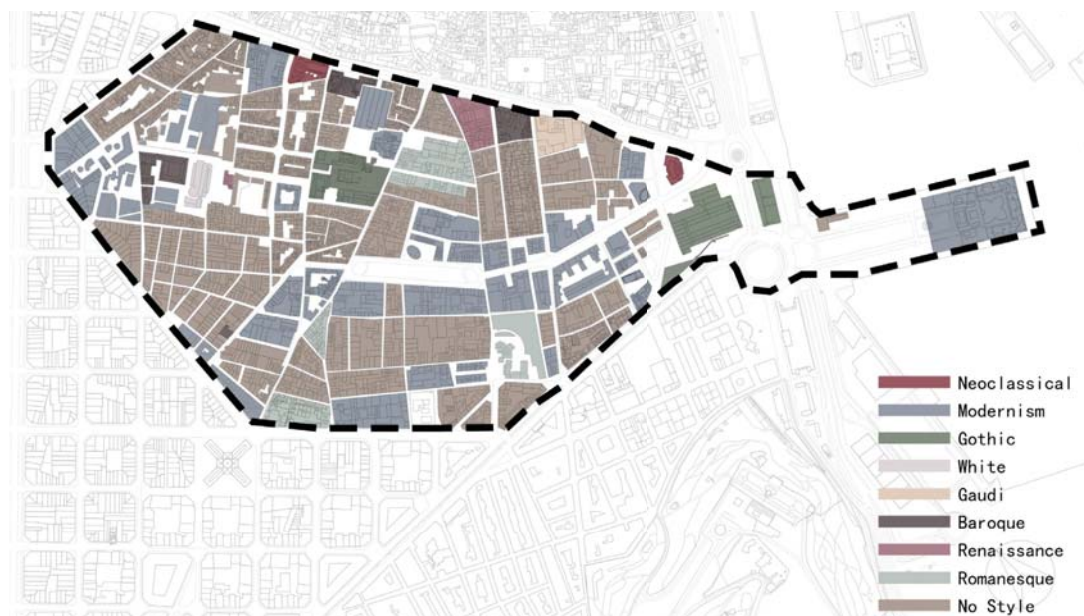 Neoclassical
Modernism
Gothic
White
Gaudi
Baroque
Renaissance
Romanesque
No Style